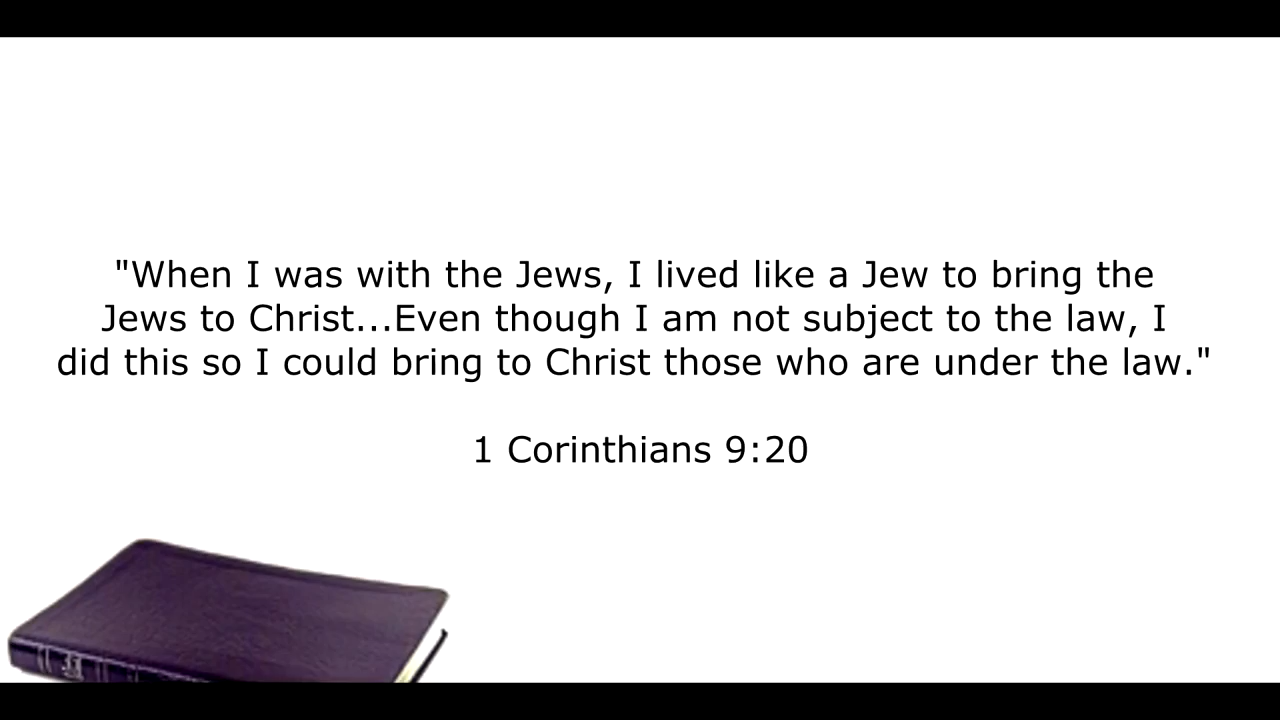 "When I was with the Jews, I lived like a Jew to bring the
Jews to Christ...Even though I am not subject to the law, I
did this so I could bring to Christ those who are under the law."
1 Corinthians 9:20